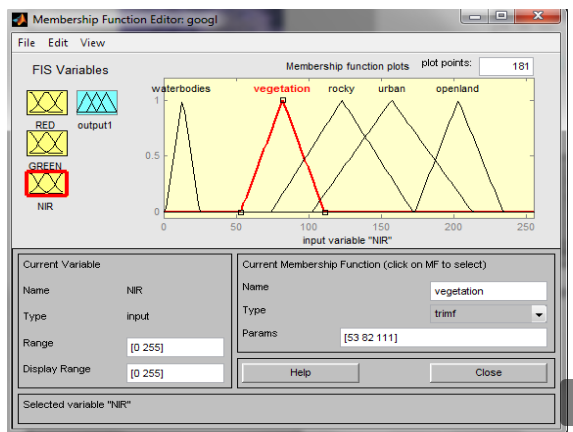 Membership Function Editor: googl
File Edit View
FIS Variables
Membership function plots plot points: 181
RED output1
GREEN
NIR
waterbodies vegetation rocky urban openland
1
0.5
0
0 50 100 150 200 250
input variable "NIR"
Current Variable
Name NIR
Type input
Range [0 255]
Display Range [0 255]
Current Membership Function (click on MF to select)
Name vegetation
Type trimf
Params [53 82 111]
Help Close
Selected variable "NIR"